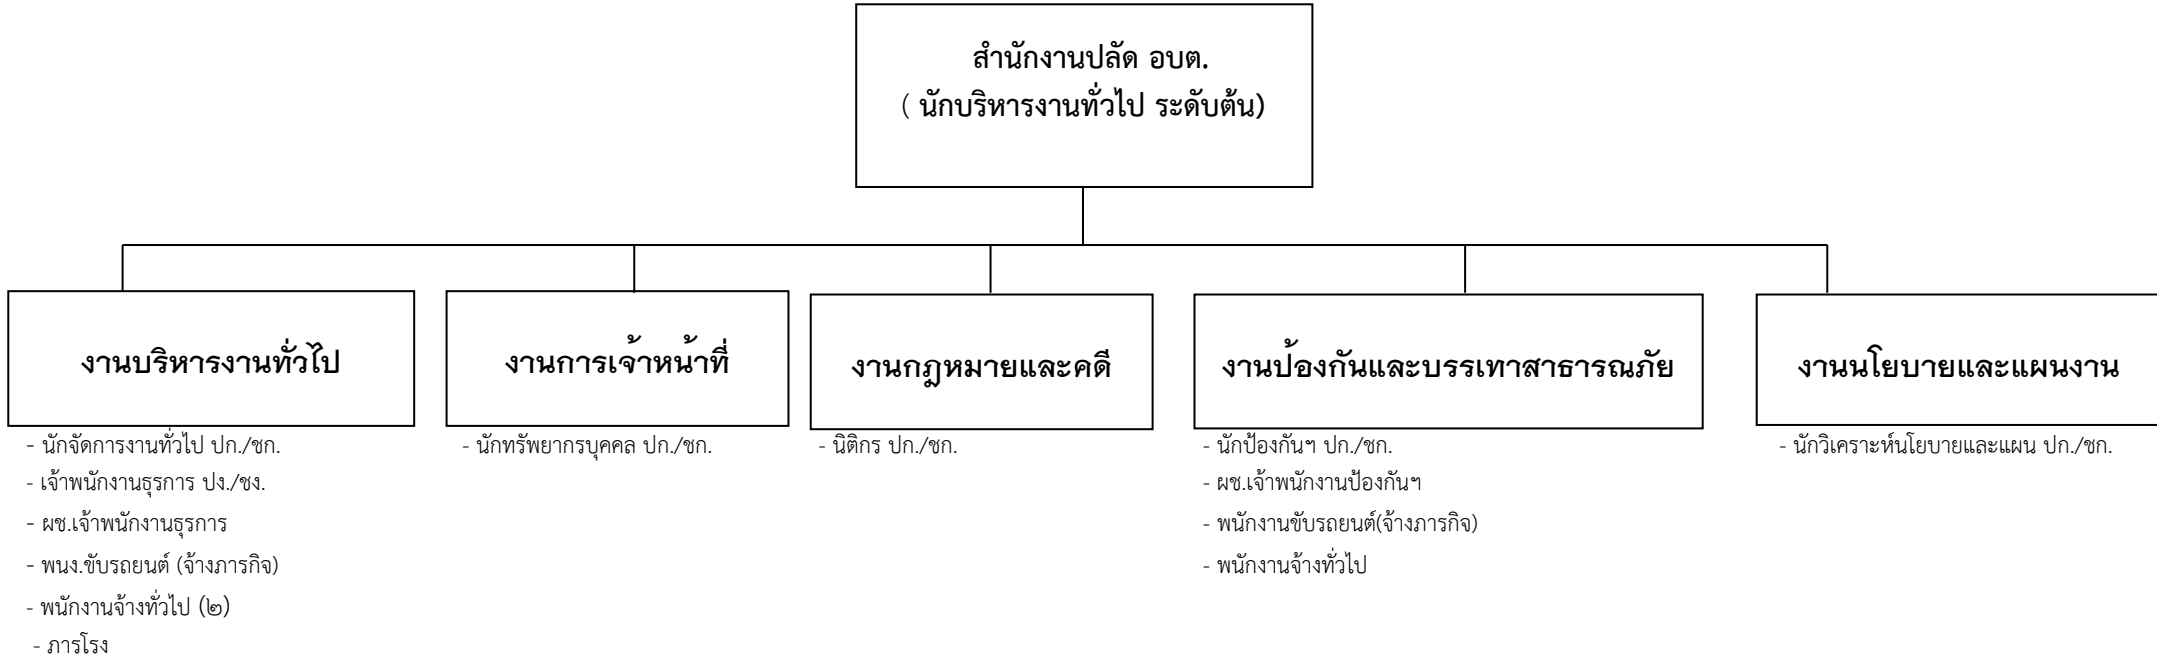 สำนักงานปลัด อบต.
( นักบริหารงานทั่วไป ระดับต้น)
งานบริหารงานทั่วไป
- นักจัดการงานทั่วไป ปก./ชก.
- เจ้าพนักงานธุรการ ปง./ชง.
- ผช.เจ้าพนักงานธุรการ
- พนง.ขับรถยนต์ (จ้างภารกิจ)
- พนักงานจ้างทั่วไป (๒)
- ภารโรง
งานการเจ้าหน้าที่
- นักทรัพยากรบุคคล ปก./ชก.
งานกฎหมายและคดี
- นิติกร ปก./ชก.
งานป้องกันและบรรเทาสาธารณภัย
- นักป้องกันฯ ปก./ชก.
- ผช.เจ้าพนักงานป้องกันฯ
- พนักงานขับรถยนต์(จ้างภารกิจ)
- พนักงานจ้างทั่วไป
งานนโยบายและแผนงาน
- นักวิเคราะห์นโยบายและแผน ปก./ชก.